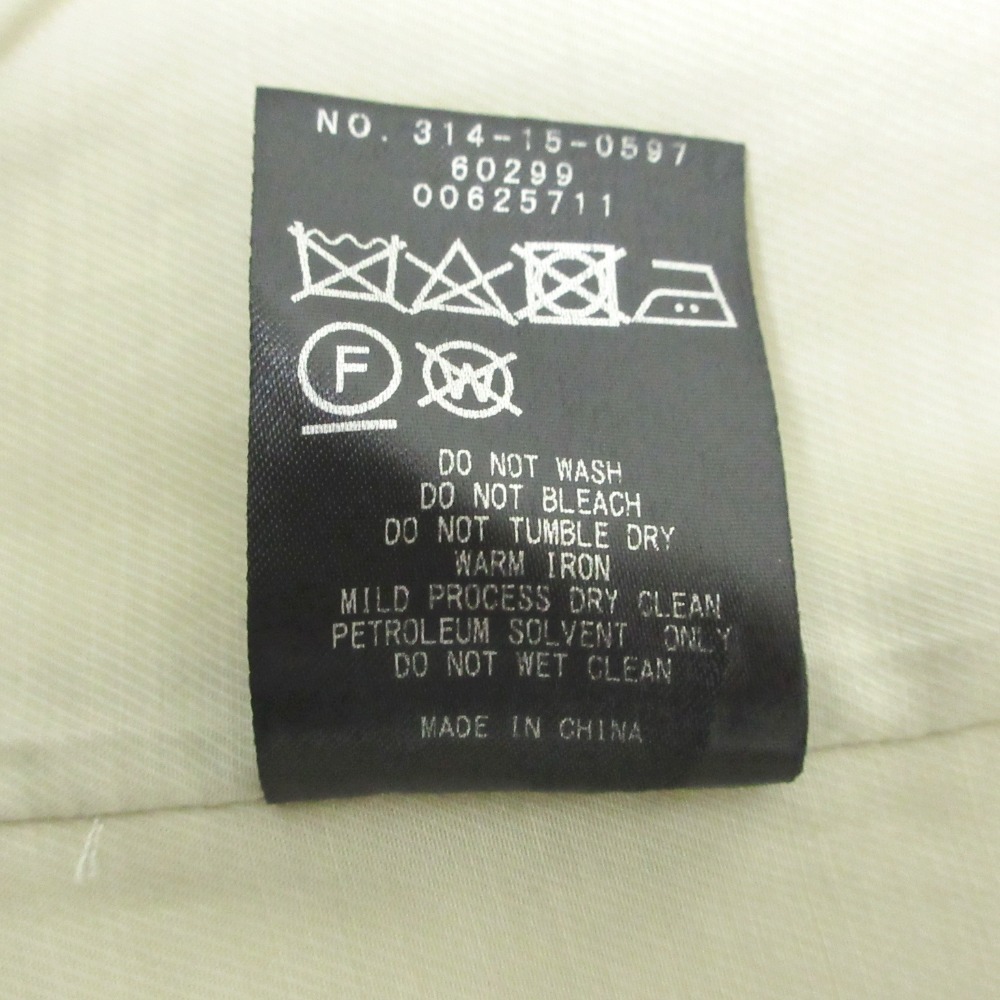 NO. 314-15-0597
60299
00625711
F
W
DO NOT WASH
DO NOT BLEACH
DO NOT TUMBLE DRY
WARM IRON
MILD PROCESS DRY CLEAN
PETROLEUM SOLVENT ONLY
DO NOT WET CLEAN
MADE IN CHINA